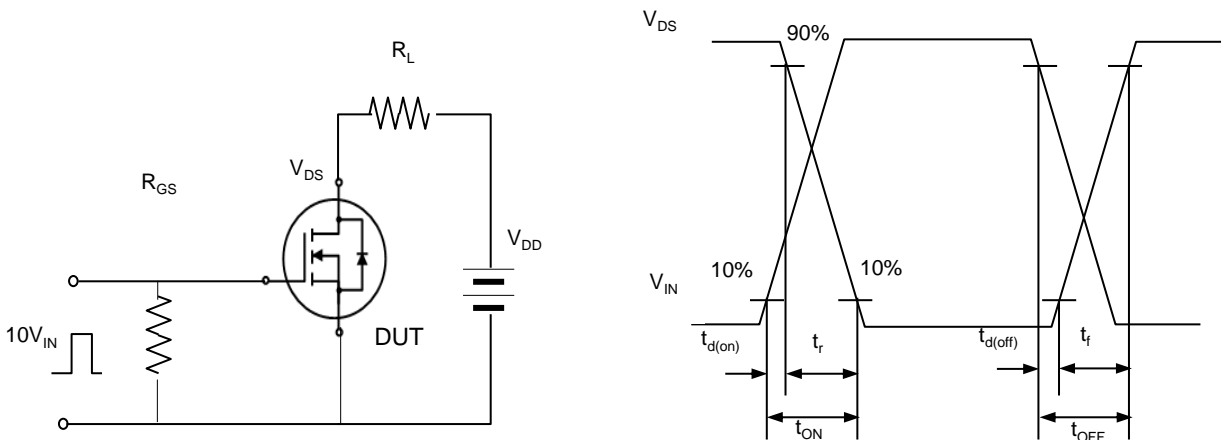 R_L
V_DS
R_GS
V_DD
10V_IN
DUT
V_DS
90%
10%
10%
V_IN
t_d(on)
t_r
t_d(off)
t_f
t_ON
t_OFF